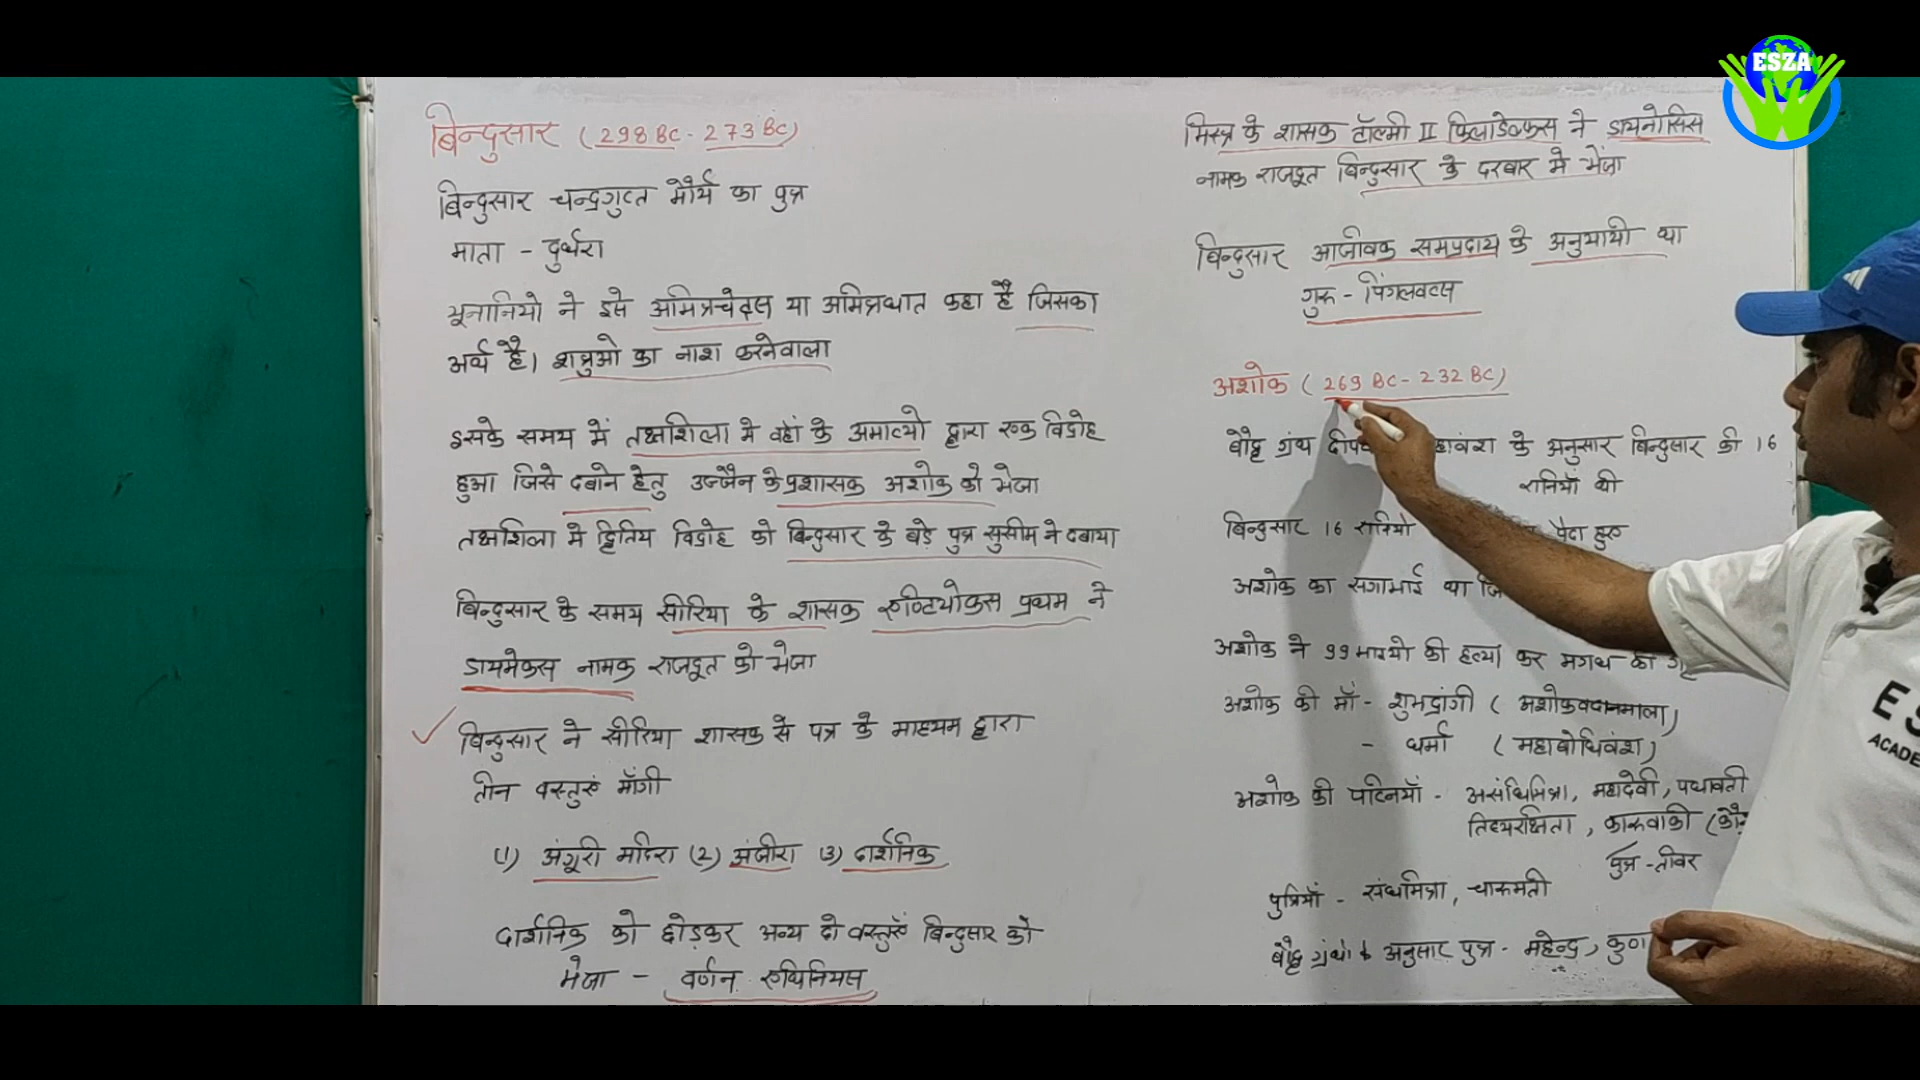 ESZA
बिन्दुसार (298 BC - 273 BC)
बिन्दुसार चन्द्रगुप्त मौर्य का पुत्र
माता - दुर्धरा
यूनानियो ने इसे अमित्रचेट्स या अमित्रघात कहा है जिसका
अर्थ है। शत्रुओ का नाश करनेवाला
इसके समय में तक्षशिला मे वहां के अमात्यो द्वारा एक विद्रोह
हुआ जिसे दबाने हेतु उज्जैन के प्रशासक अशोक को भेजा
तक्षशिला मे द्वितिय विद्रोह को बिन्दुसार के बड़े पुत्र सुसीम ने दबाया
बिन्दुसार के समय सीरिया के शासक एण्टियोकस प्रथम ने
डायमेकस नामक राजदूत को भेजा
बिन्दुसार ने सीरिया शासक से पत्र के माध्यम द्वारा
तीन वस्तुएं माँगी
(1) अंगूरी मदिरा (2) अंजीरा (3) दार्शनिक
दार्शनिक को छोड़कर अन्य दो वस्तुएँ बिन्दुसार को
भेजा - वर्णन एथिनियस
मिस्त्र के शासक टॉल्मी II फिलाडेल्फस ने डायनोसिस
नामक राजदूत बिन्दुसार के दरबार मे भेंजा
बिन्दुसार आजीवक समप्रदाय के अनुयायी था
गुरू - पिंगलवत्स
अशोक (269 BC - 232 BC)
बौद्ध ग्रंथ के अनुसार बिन्दुसार की 16
रानियाँ थी
बिन्दुसार 16 रानियो पैदा हुए
अशोक का सगाभाई था
अशोक ने 99 भाइयो की हत्या कर मगध की
अशोक की माँ - शुभद्रांगी (अशोकवदानमाला)
- धर्मा (महाबोधिवंश)
अशोक की पत्नियाँ - असंधिमित्रा, महादेवी, पद्मावती
तिष्यरक्षिता, कारूवाकी
पुत्र - तीवर
पुत्रियाँ - संघमित्रा, चारूमती
बौद्ध ग्रंथो के अनुसार पुत्र - महेन्द्र,